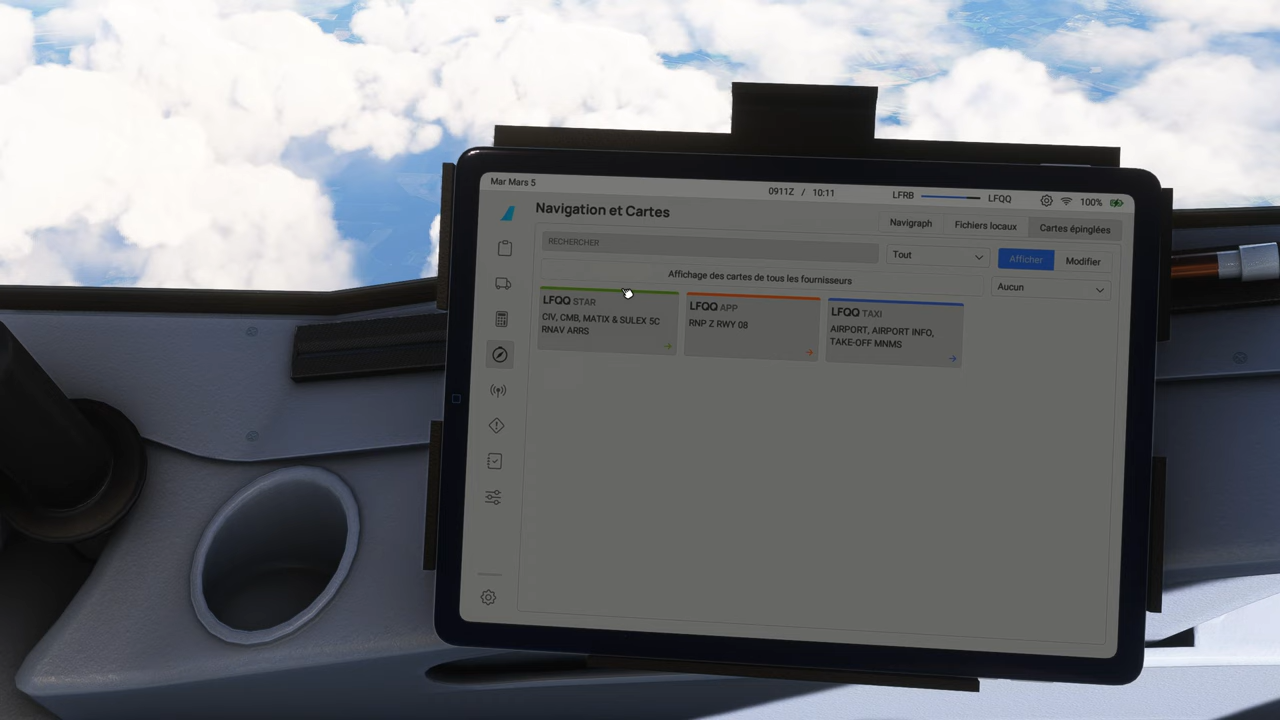 Mar Mars 5
0911Z / 10:11
LFRB LFQQ
100%
Navigation et Cartes
Navigraph
Fichiers locaux
Cartes épinglées
RECHERCHER
Tout
Afficher
Modifier
Affichage des cartes de tous les fournisseurs
Aucun
LFQQ STAR
CIV, CMB, MATIX & SULEX 5C
RNAV ARRS
LFQQ APP
RNP Z RWY 08
LFQQ TAXI
AIRPORT, AIRPORT INFO,
TAKE-OFF MNMS